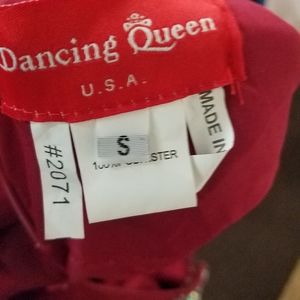 Dancing Queen
U.S.A.
S
MADE IN
#2071